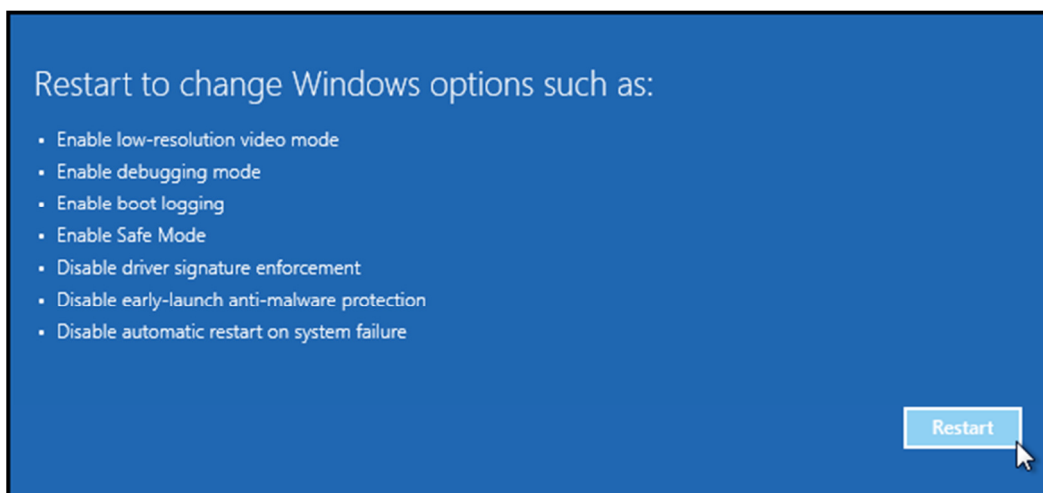 Restart to change Windows options such as:
• Enable low-resolution video mode
• Enable debugging mode
• Enable boot logging
• Enable Safe Mode
• Disable driver signature enforcement
• Disable early-launch anti-malware protection
• Disable automatic restart on system failure
Restart